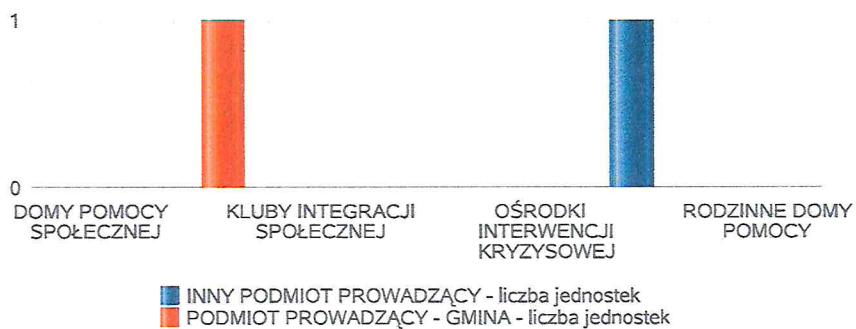 1
0
DOMY POMOCY SPOŁECZNEJ
KLUBY INTEGRACJI SPOŁECZNEJ
OŚRODKI INTERWENCJI KRYZYSOWEJ
RODZINNE DOMY POMOCY
INNY PODMIOT PROWADZĄCY - liczba jednostek
PODMIOT PROWADZĄCY - GMINA - liczba jednostek